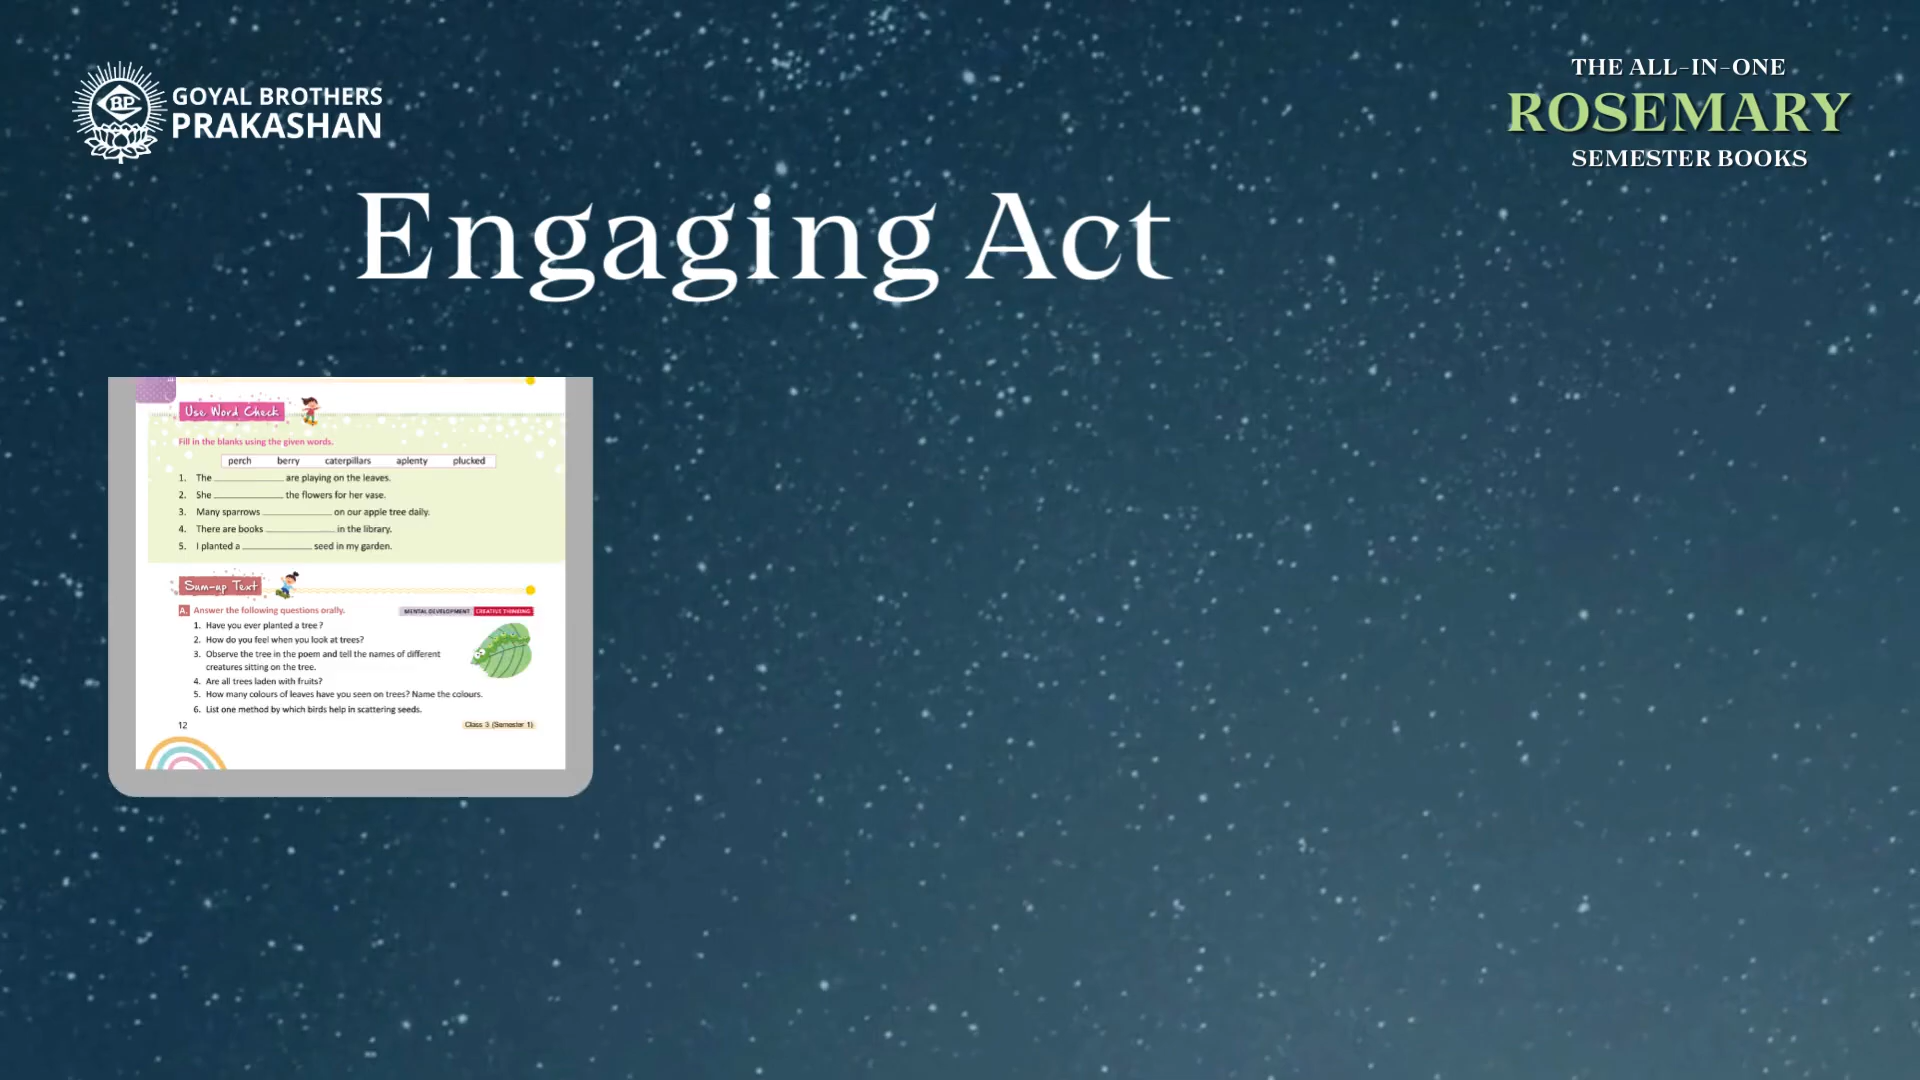 BP
GOYAL BROTHERS
PRAKASHAN
THE ALL-IN-ONE
ROSEMARY
SEMESTER BOOKS
Engaging Act
Use Word Check
Fill in the blanks using the given words.
perch berry caterpillars aplenty plucked
1. The ______________ are playing on the leaves.
2. She ______________ the flowers for her vase.
3. Many sparrows ______________ on our apple tree daily.
4. There are books ______________ in the library.
5. I planted a ______________ seed in my garden.
Sum-up Text
A. Answer the following questions orally.
MENTAL DEVELOPMENT CREATIVE THINKING
1. Have you ever planted a tree?
2. How do you feel when you look at trees?
3. Observe the tree in the poem and tell the names of different
creatures sitting on the tree.
4. Are all trees laden with fruits?
5. How many colours of leaves have you seen on trees? Name the colours.
6. List one method by which birds help in scattering seeds.
12
Class 3 (Semester 1)